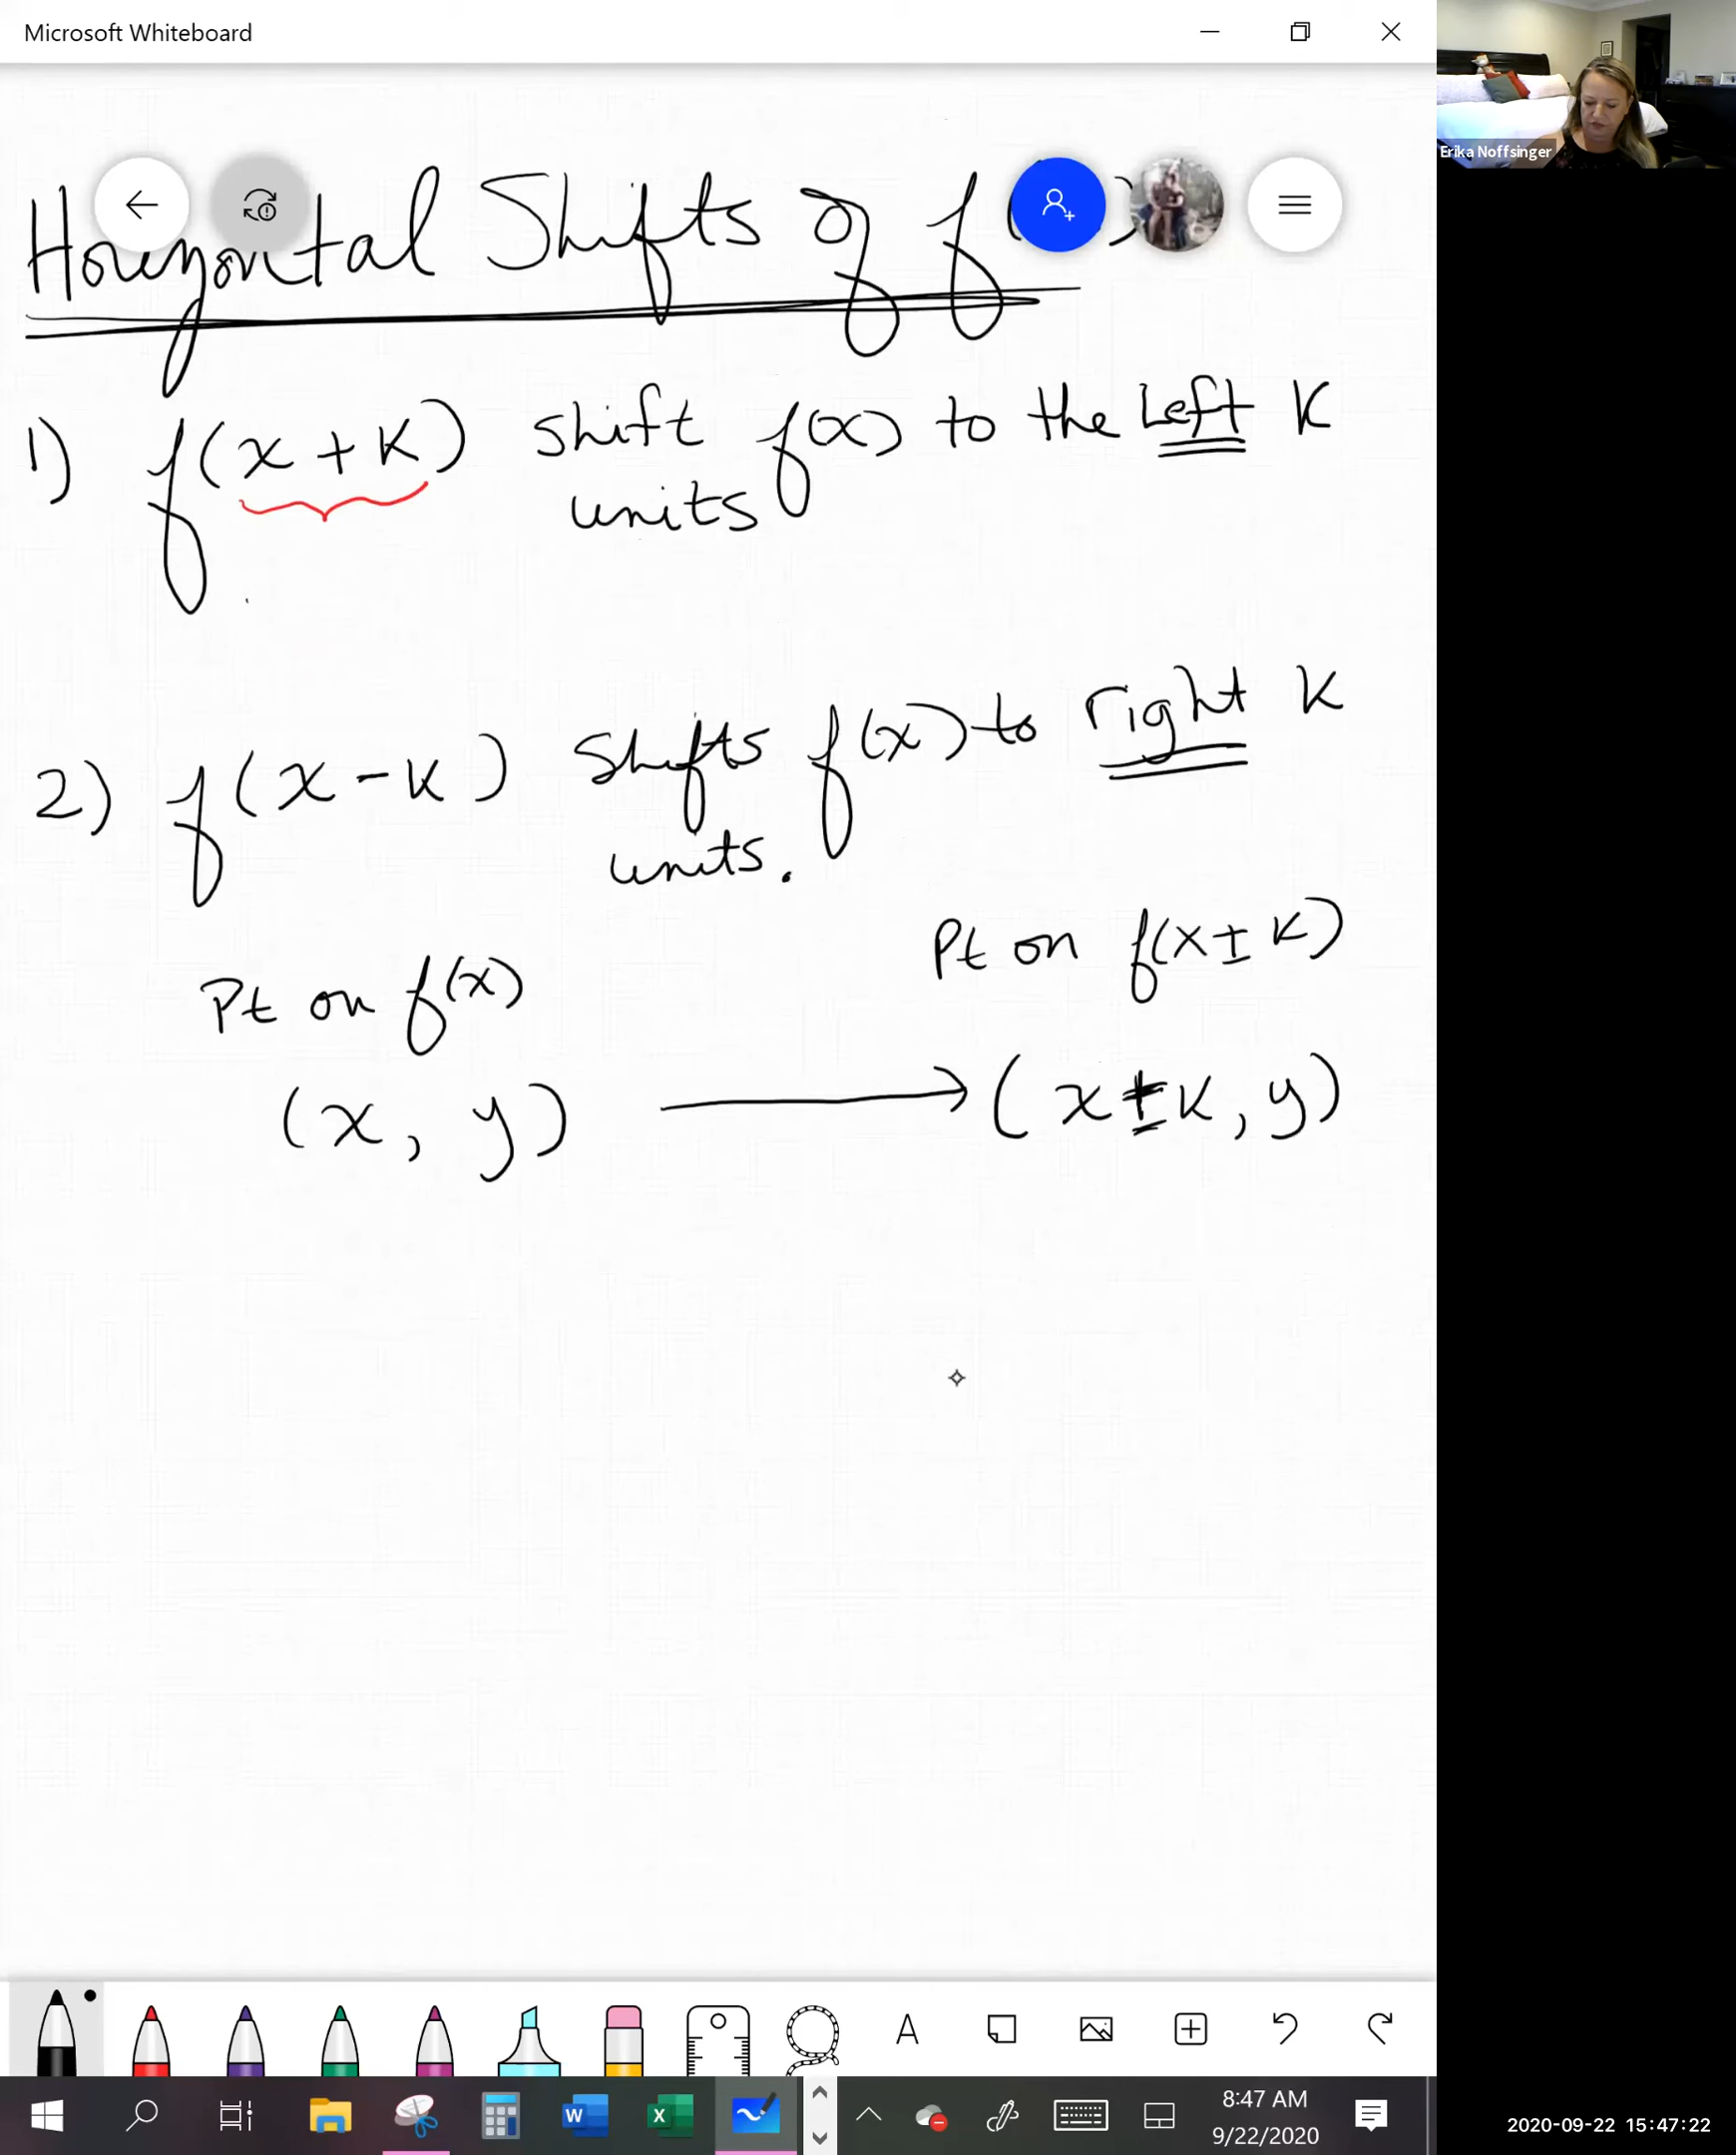 Microsoft Whiteboard
Erika Noffsinger
Horizontal Shifts of f( )
1) f(x + K) shift f(x) to the Left K
units
2) f(x - K) shifts f(x) to right K
units.
Pt on f(x)
Pt on f(x ± K)
(x, y) → (x ± K, y)
A
W
X
8:47 AM
9/22/2020
2020-09-22 15:47:22